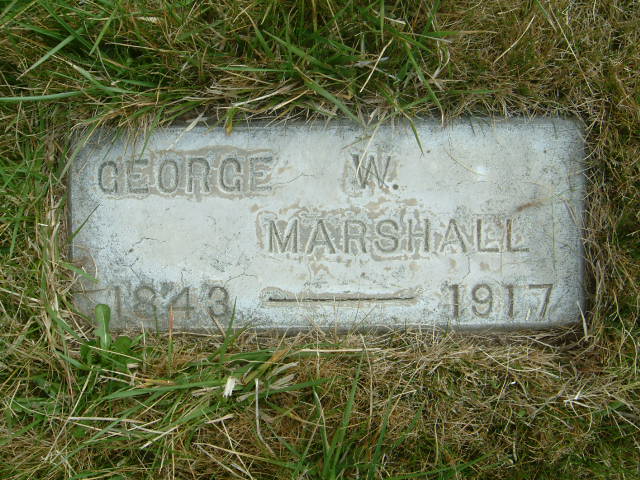 GEORGE W.
MARSHALL
1843 — 1917